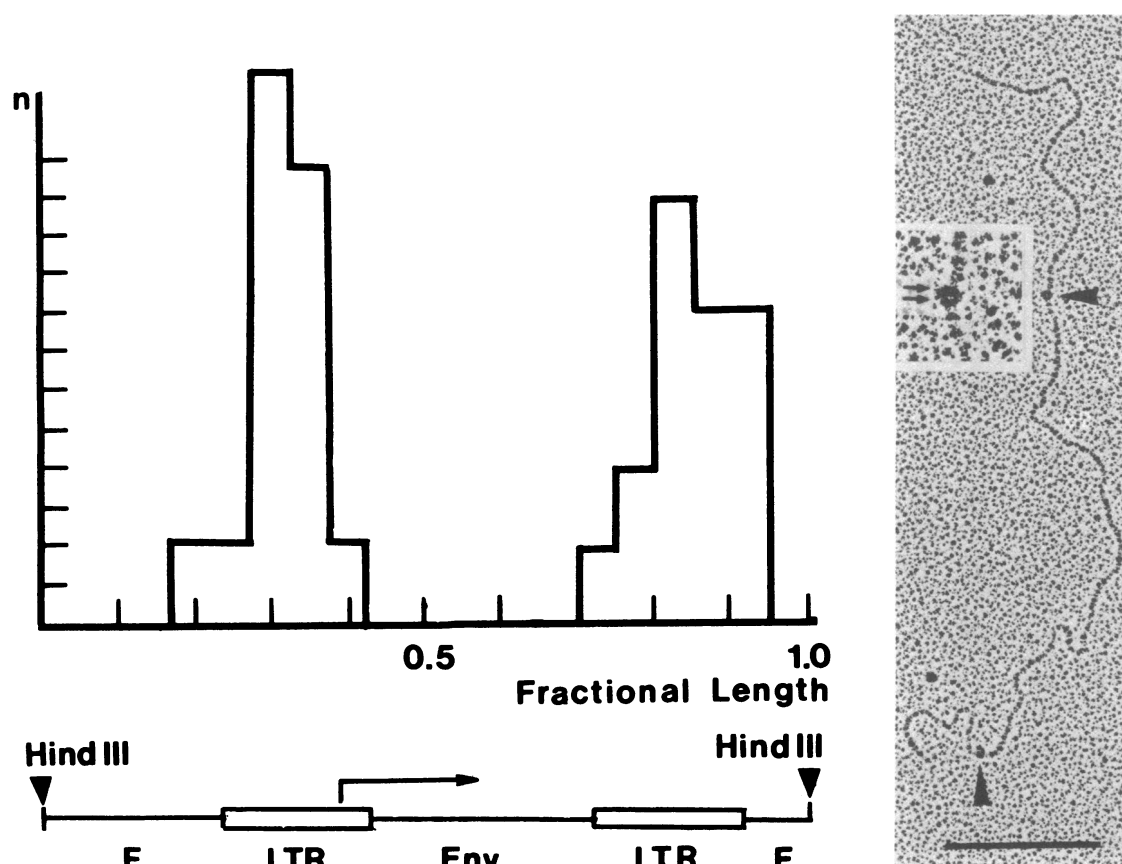 n
0.5 1.0
Fractional Length
Hind III Hind III
F LTR Env LTR F